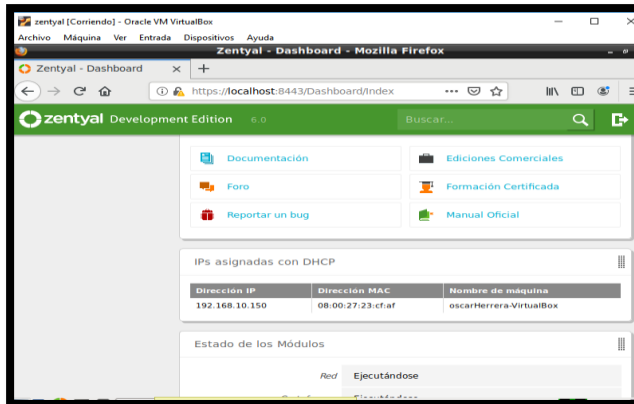 zentyal [Corriendo] - Oracle VM VirtualBox
Archivo Máquina Ver Entrada Dispositivos Ayuda
Zentyal - Dashboard - Mozilla Firefox
Zentyal - Dashboard
https://localhost:8443/Dashboard/Index
zentyal Development Edition 6.0 Buscar...
Documentación Ediciones Comerciales
Foro Formación Certificada
Reportar un bug Manual Oficial
IPs asignadas con DHCP
Dirección IP Dirección MAC Nombre de máquina
192.168.10.150 08:00:27:23:cf:af oscarHerrera-VirtualBox
Estado de los Módulos
Red Ejecutándose